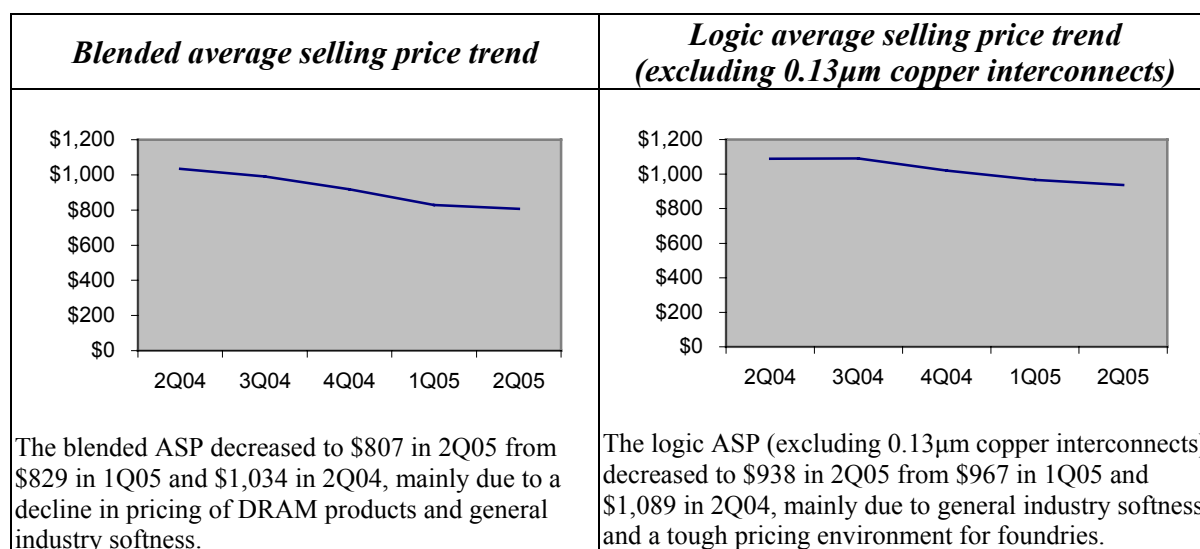 Blended average selling price trend
Logic average selling price trend
(excluding 0.13µm copper interconnects)
$1,200
$1,000
$800
$600
$400
$200
$0
2Q04 3Q04 4Q04 1Q05 2Q05
The blended ASP decreased to $807 in 2Q05 from
$829 in 1Q05 and $1,034 in 2Q04, mainly due to a
decline in pricing of DRAM products and general
industry softness.
$1,200
$1,000
$800
$600
$400
$200
$0
2Q04 3Q04 4Q04 1Q05 2Q05
The logic ASP (excluding 0.13µm copper interconnects)
decreased to $938 in 2Q05 from $967 in 1Q05 and
$1,089 in 2Q04, mainly due to general industry softness
and a tough pricing environment for foundries.